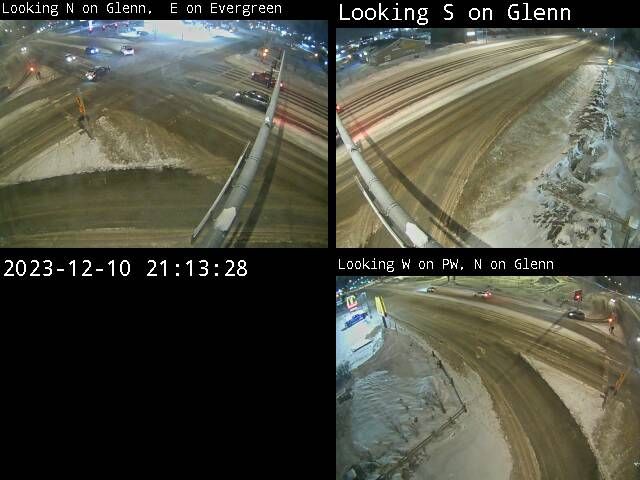 Looking N on Glenn,  E on Evergreen
Looking S on Glenn
2023-12-10 21:13:28
Looking W on PW, N on Glenn